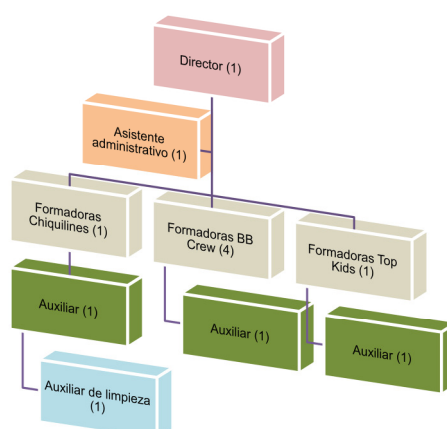 Director (1)
Asistente
administrativo (1)
Formadoras
Chiquilines (1)
Formadoras BB
Crew (4)
Formadoras Top
Kids (1)
Auxiliar (1)
Auxiliar (1)
Auxiliar (1)
Auxiliar de limpieza
(1)